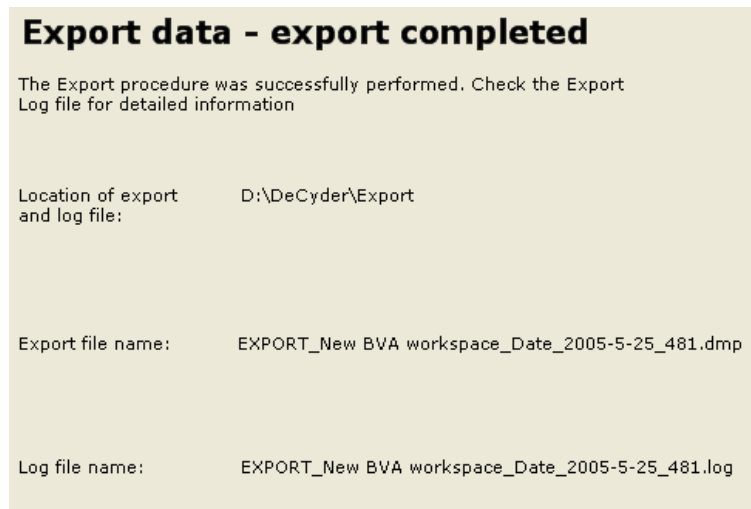 Export data - export completed
The Export procedure was successfully performed. Check the Export
Log file for detailed information
Location of export D:\DeCyder\Export
and log file:
Export file name: EXPORT_New BVA workspace_Date_2005-5-25_481.dmp
Log file name: EXPORT_New BVA workspace_Date_2005-5-25_481.log